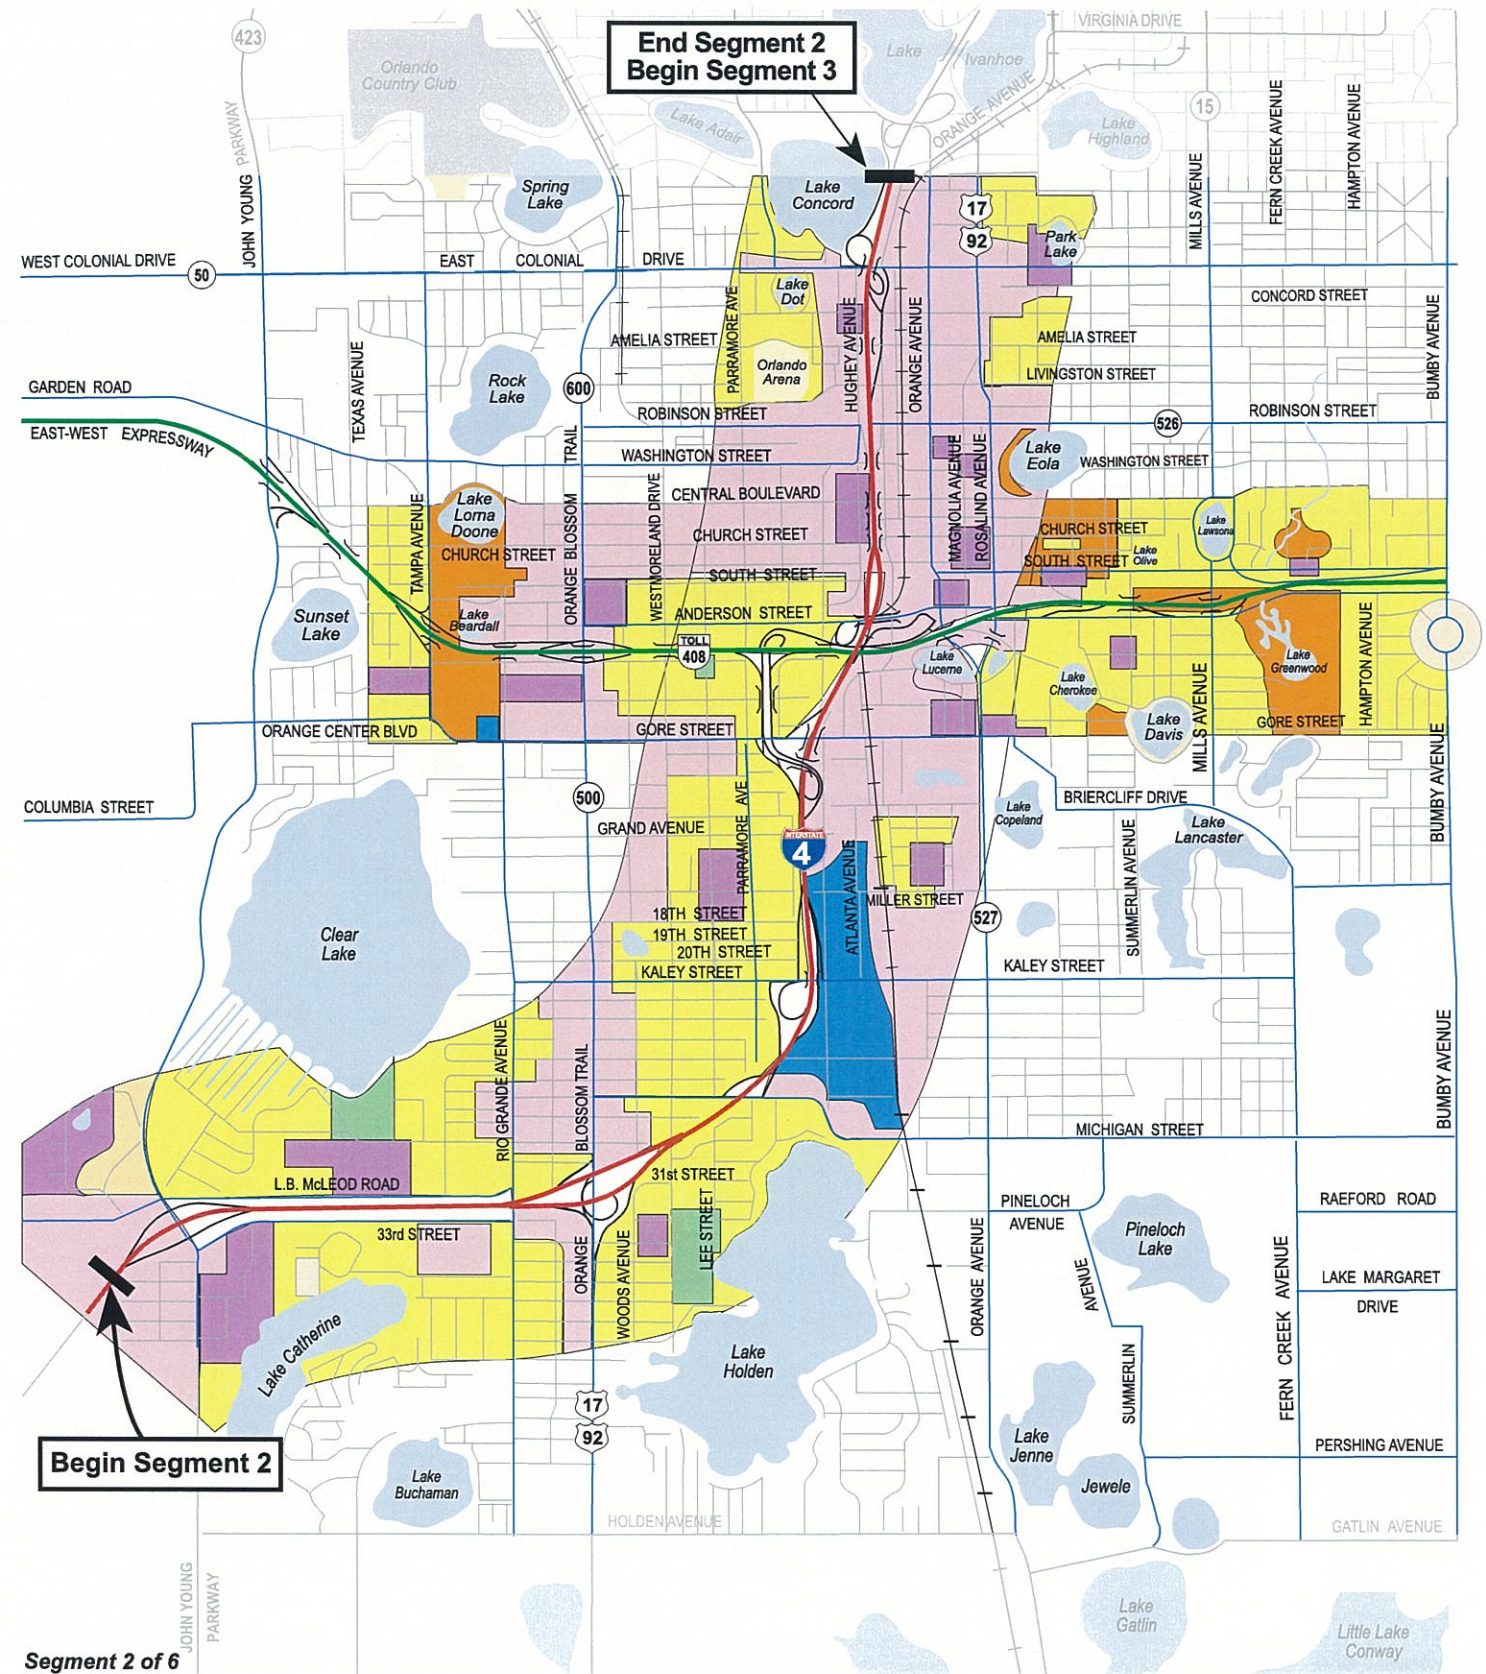 423
VIRGINIA DRIVE
End Segment 2
Begin Segment 3
Lake
Ivanhoe
Orlando
Country Club
ORANGE AVENUE
15
JOHN YOUNG PARKWAY
Lake Adair
Lake
Highland
FERN CREEK AVENUE
HAMPTON AVENUE
MILLS AVENUE
Spring
Lake
Lake
Concord
17
92
Park
Lake
WEST COLONIAL DRIVE
50
EAST COLONIAL DRIVE
Lake
Dot
CONCORD STREET
PARRAMORE AVE
HUGHEY AVENUE
ORANGE AVENUE
BUMBY AVENUE
AMELIA STREET
AMELIA STREET
TEXAS AVENUE
Orlando
Arena
LIVINGSTON STREET
Rock
Lake
600
GARDEN ROAD
ROBINSON STREET
ROBINSON STREET
526
EAST-WEST EXPRESSWAY
TRAIL
WASHINGTON STREET
MAGNOLIA AVENUE
ROSALIND AVENUE
Lake
Eola
WASHINGTON STREET
TAMPA AVENUE
Lake
Lorna
Doone
ORANGE BLOSSOM
WESTMORELAND DRIVE
CENTRAL BOULEVARD
CHURCH STREET
CHURCH STREET
CHURCH STREET
Lake
Lawsona
SOUTH STREET
SOUTH STREET
Lake
Olive
Sunset
Lake
Lake
Beardall
ANDERSON STREET
TOLL
408
Lake
Lucerne
Lake
Cherokee
Lake
Greenwood
HAMPTON AVENUE
MILLS AVENUE
ORANGE CENTER BLVD
GORE STREET
Lake
Davis
GORE STREET
BUMBY AVENUE
COLUMBIA STREET
500
BRIERCLIFF DRIVE
Lake
Copeland
Lake
Lancaster
GRAND AVENUE
PARRAMORE AVE
INTERSTATE
4
ATLANTA AVENUE
SUMMERLIN AVENUE
MILLER STREET
18TH STREET
527
19TH STREET
20TH STREET
Clear
Lake
KALEY STREET
KALEY STREET
RIO GRANDE AVENUE
BLOSSOM TRAIL
BUMBY AVENUE
MICHIGAN STREET
L.B. McLEOD ROAD
31st STREET
PINELOCH
AVENUE
RAEFORD ROAD
33rd STREET
ORANGE
WOODS AVENUE
LEE STREET
ORANGE AVENUE
Pineloch
Lake
AVENUE
FERN CREEK AVENUE
LAKE MARGARET
DRIVE
Lake Catherine
Lake
Holden
SUMMERLIN
17
92
Begin Segment 2
Lake
Jenne
PERSHING AVENUE
Lake
Buchaman
Jewele
HOLDEN AVENUE
GATLIN AVENUE
JOHN YOUNG
PARKWAY
Lake
Gatlin
Little Lake
Conway
Segment 2 of 6